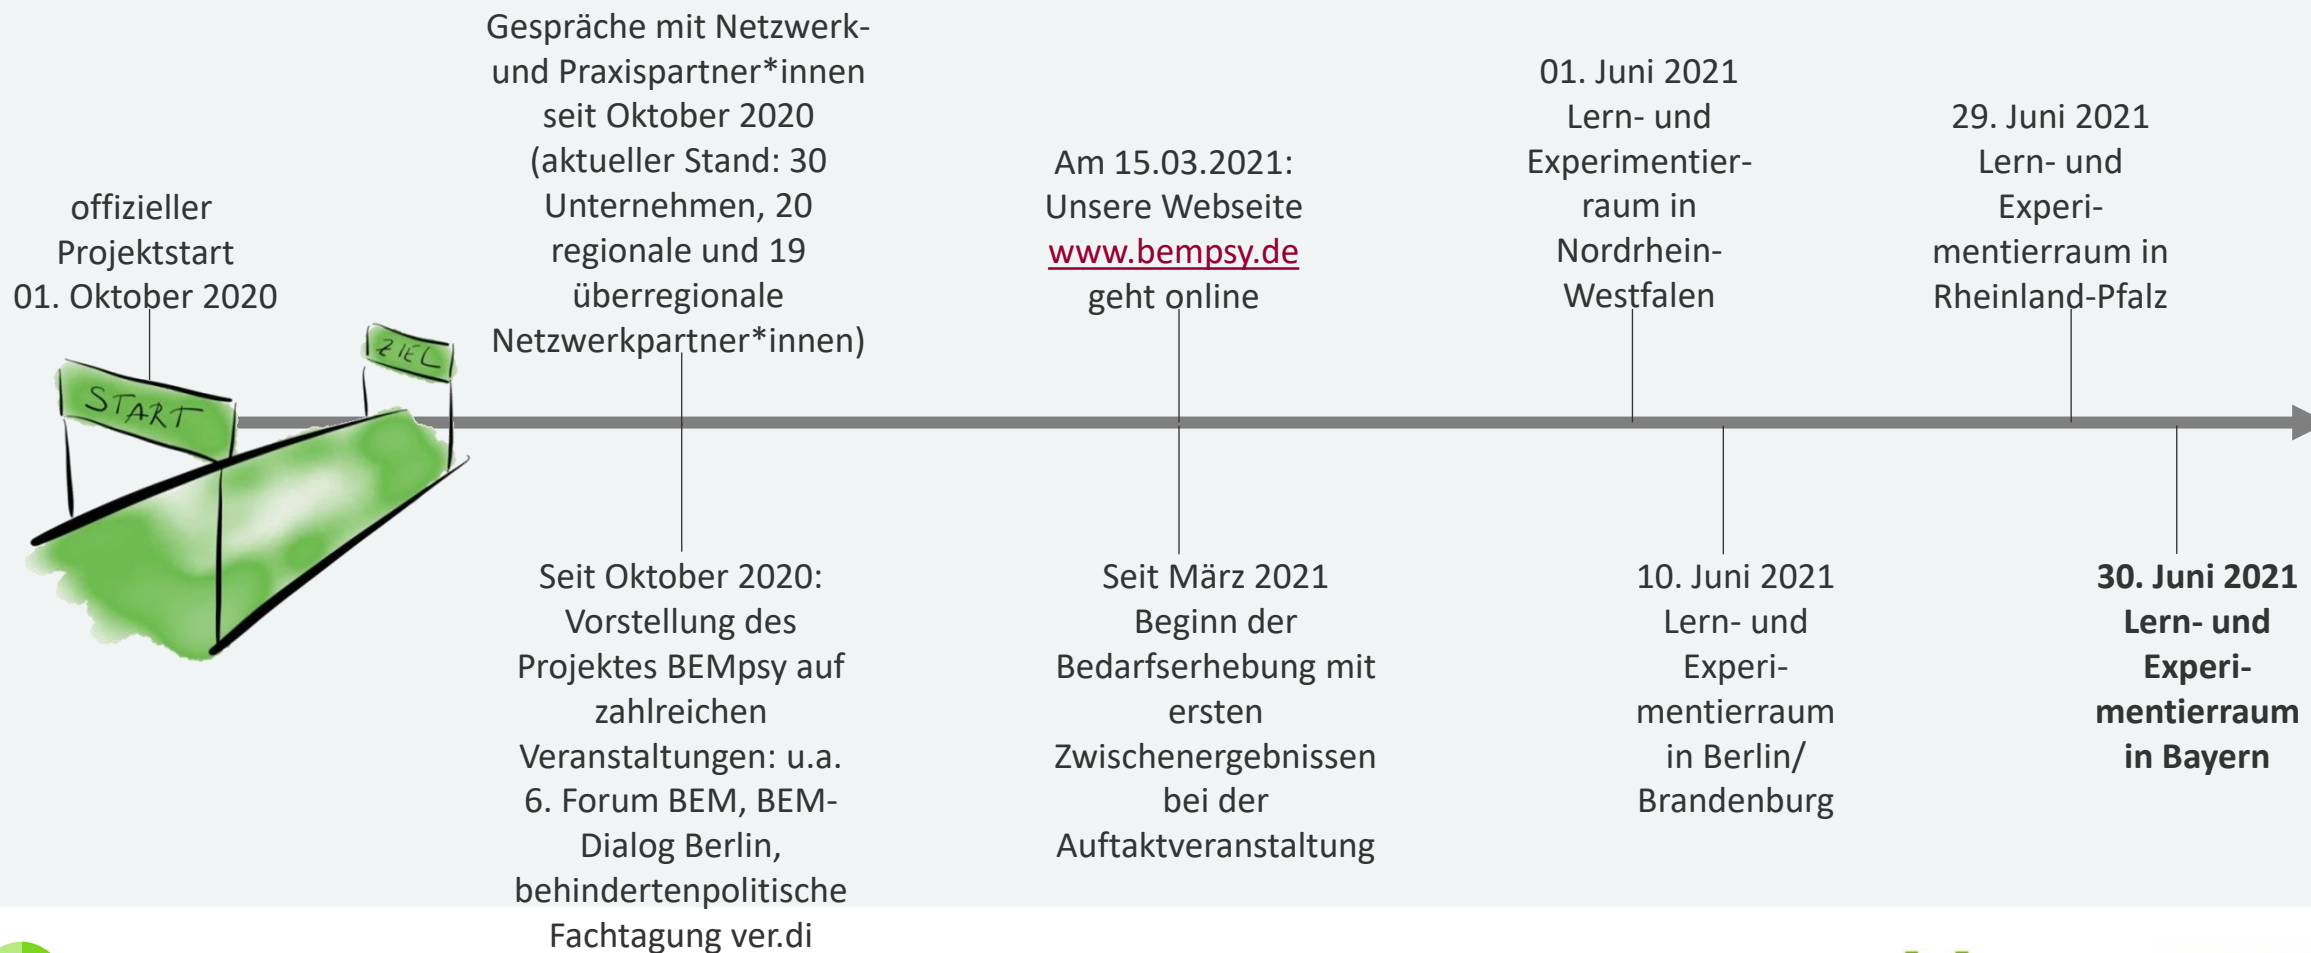 offizieller
Projektstart
01. Oktober 2020
START
ZIEL
Gespräche mit Netzwerk-
und Praxispartner*innen
seit Oktober 2020
(aktueller Stand: 30
Unternehmen, 20
regionale und 19
überregionale
Netzwerkpartner*innen)
Am 15.03.2021:
Unsere Webseite
www.bempsy.de
geht online
01. Juni 2021
Lern- und
Experimentier-
raum in
Nordrhein-
Westfalen
29. Juni 2021
Lern- und
Experi-
mentierraum in
Rheinland-Pfalz
Seit Oktober 2020:
Vorstellung des
Projektes BEMpsy auf
zahlreichen
Veranstaltungen: u.a.
6. Forum BEM, BEM-
Dialog Berlin,
behindertenpolitische
Fachtagung ver.di
Seit März 2021
Beginn der
Bedarfserhebung mit
ersten
Zwischenergebnissen
bei der
Auftaktveranstaltung
10. Juni 2021
Lern- und
Experi-
mentierraum
in Berlin/
Brandenburg
30. Juni 2021
Lern- und
Experi-
mentierraum
in Bayern